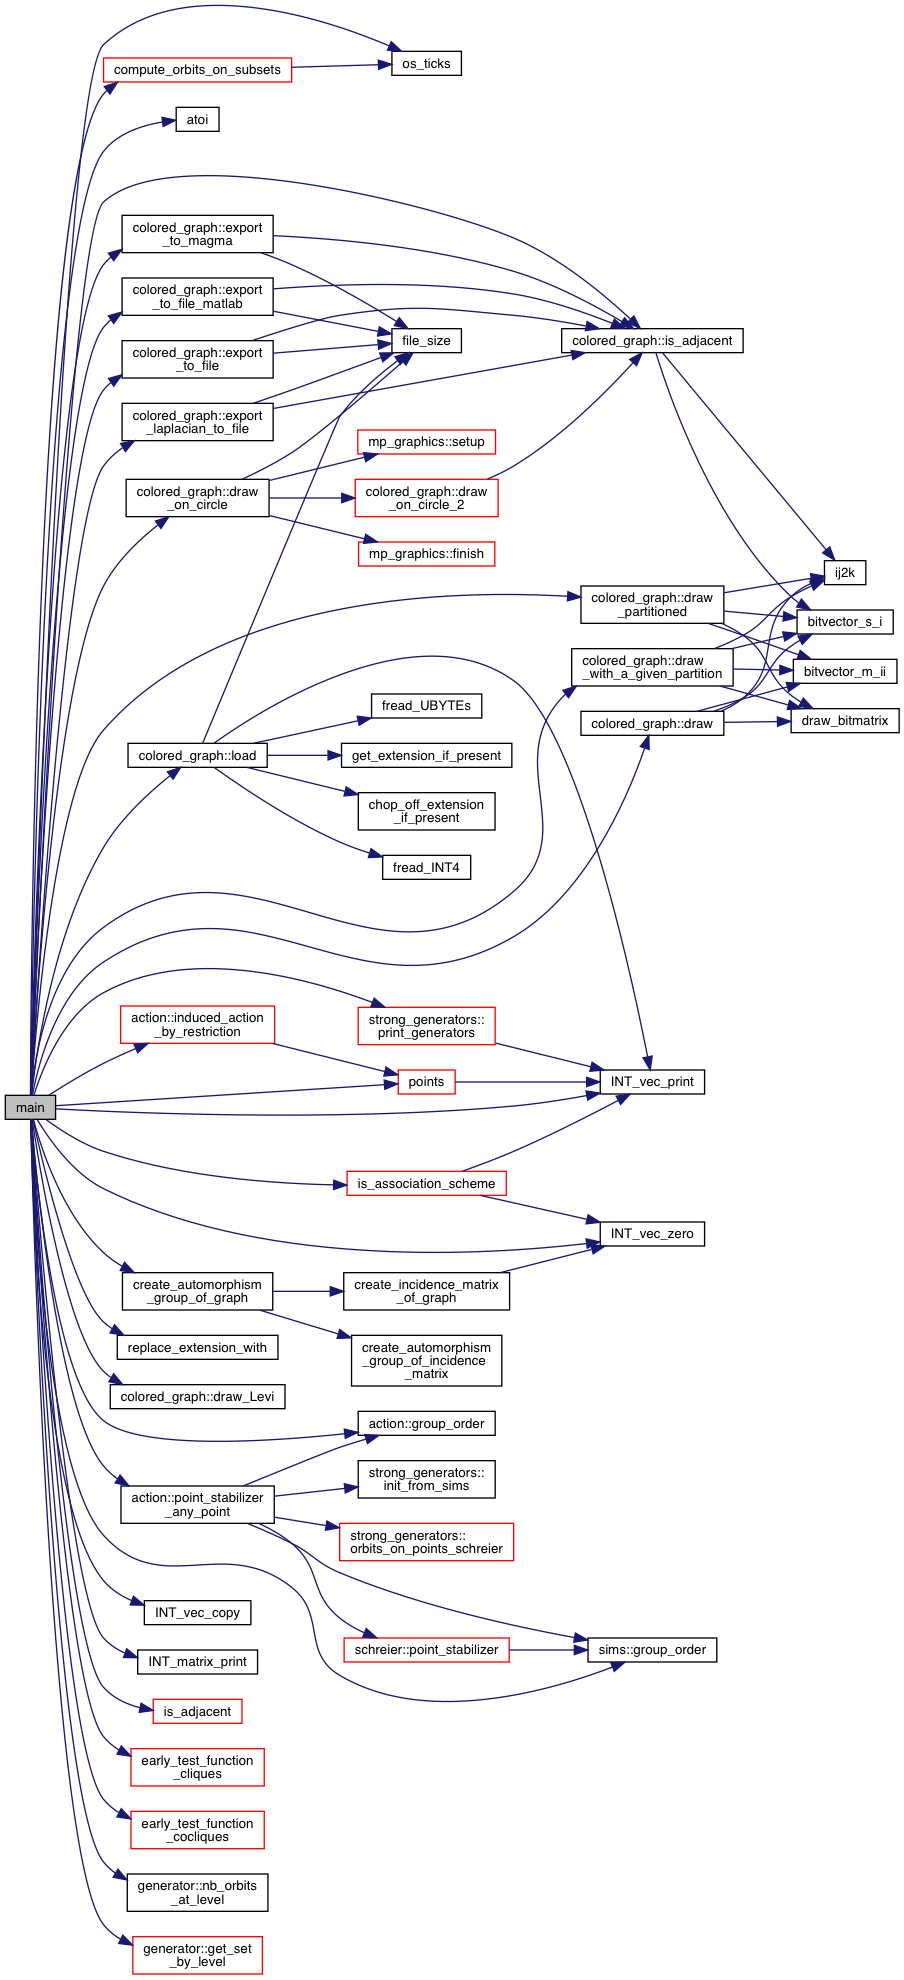 os_ticks
compute_orbits_on_subsets
atoi
colored_graph::export
_to_magma
colored_graph::export
_to_file_matlab
file_size
colored_graph::is_adjacent
colored_graph::export
_to_file
colored_graph::export
_laplacian_to_file
mp_graphics::setup
colored_graph::draw
_on_circle
colored_graph::draw
_on_circle_2
mp_graphics::finish
ij2k
colored_graph::draw
_partitioned
bitvector_s_i
colored_graph::draw
_with_a_given_partition
bitvector_m_ii
fread_UBYTEs
colored_graph::draw
draw_bitmatrix
colored_graph::load
get_extension_if_present
chop_off_extension
_if_present
fread_INT4
action::induced_action
_by_restriction
strong_generators::
print_generators
points
INT_vec_print
main
is_association_scheme
INT_vec_zero
create_automorphism
_group_of_graph
create_incidence_matrix
_of_graph
replace_extension_with
create_automorphism
_group_of_incidence
_matrix
colored_graph::draw_Levi
action::group_order
action::point_stabilizer
_any_point
strong_generators::
init_from_sims
strong_generators::
orbits_on_points_schreier
INT_vec_copy
schreier::point_stabilizer
sims::group_order
INT_matrix_print
is_adjacent
early_test_function
_cliques
early_test_function
_cocliques
generator::nb_orbits
_at_level
generator::get_set
_by_level